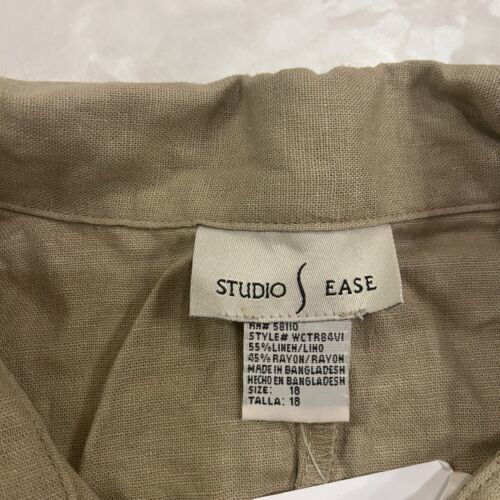 STUDIO S EASE
RN# 58110
STYLE# WCTR84VI
55%LINEN/LINO
45%RAYON/RAYON
MADE IN BANGLADESH
HECHO EN BANGLADESH
SIZE: 18
TALLA: 18